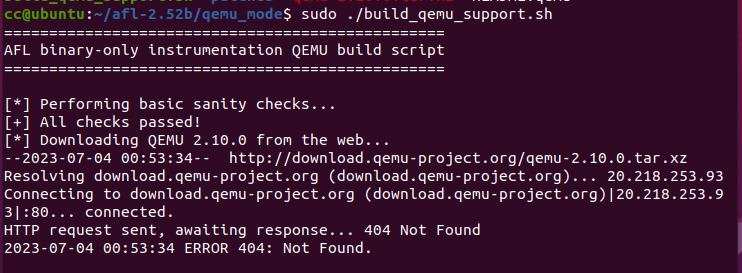 cc@ubuntu:~/afl-2.52b/qemu_mode$ sudo ./build_qemu_support.sh
=================================================
AFL binary-only instrumentation QEMU build script
=================================================
[*] Performing basic sanity checks...
[+] All checks passed!
[*] Downloading QEMU 2.10.0 from the web...
--2023-07-04 00:53:34--  http://download.qemu-project.org/qemu-2.10.0.tar.xz
Resolving download.qemu-project.org (download.qemu-project.org)... 20.218.253.93
Connecting to download.qemu-project.org (download.qemu-project.org)|20.218.253.9
3|:80... connected.
HTTP request sent, awaiting response... 404 Not Found
2023-07-04 00:53:34 ERROR 404: Not Found.